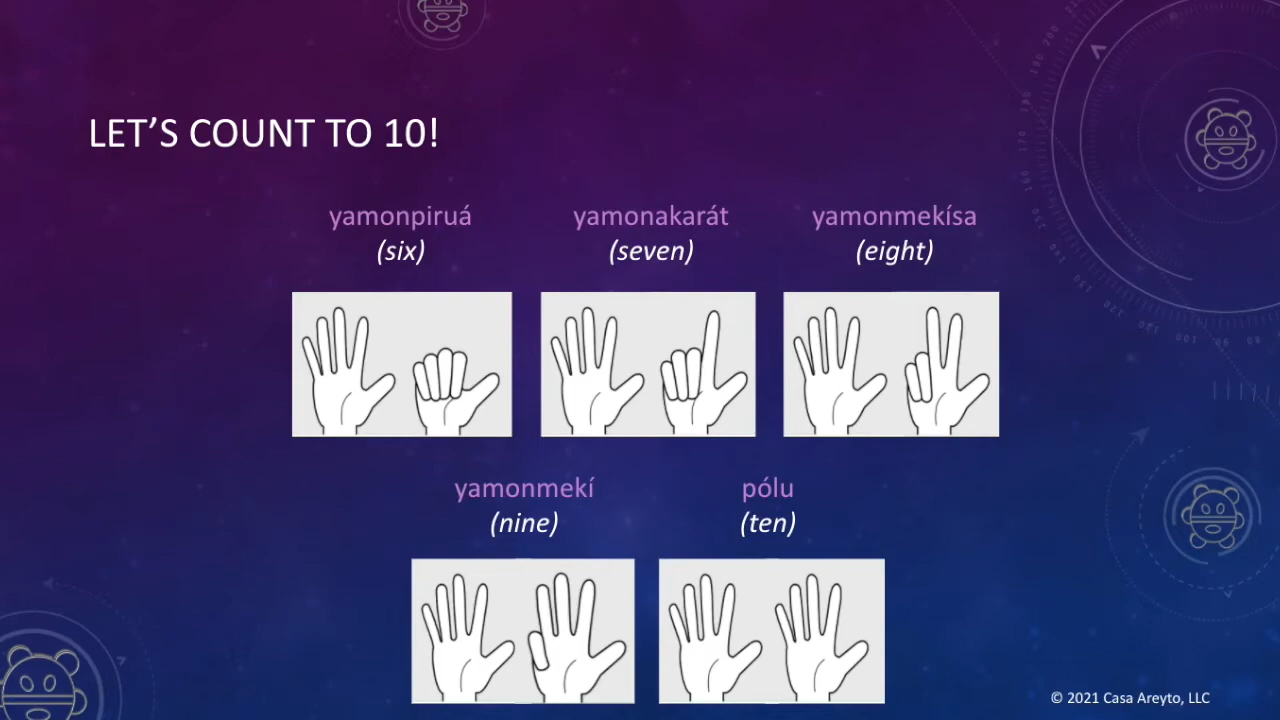 LET’S COUNT TO 10!
yamonpiruá
(six)
yamonakarát
(seven)
yamonmekísa
(eight)
yamonmekí
(nine)
pólu
(ten)
© 2021 Casa Areyto, LLC